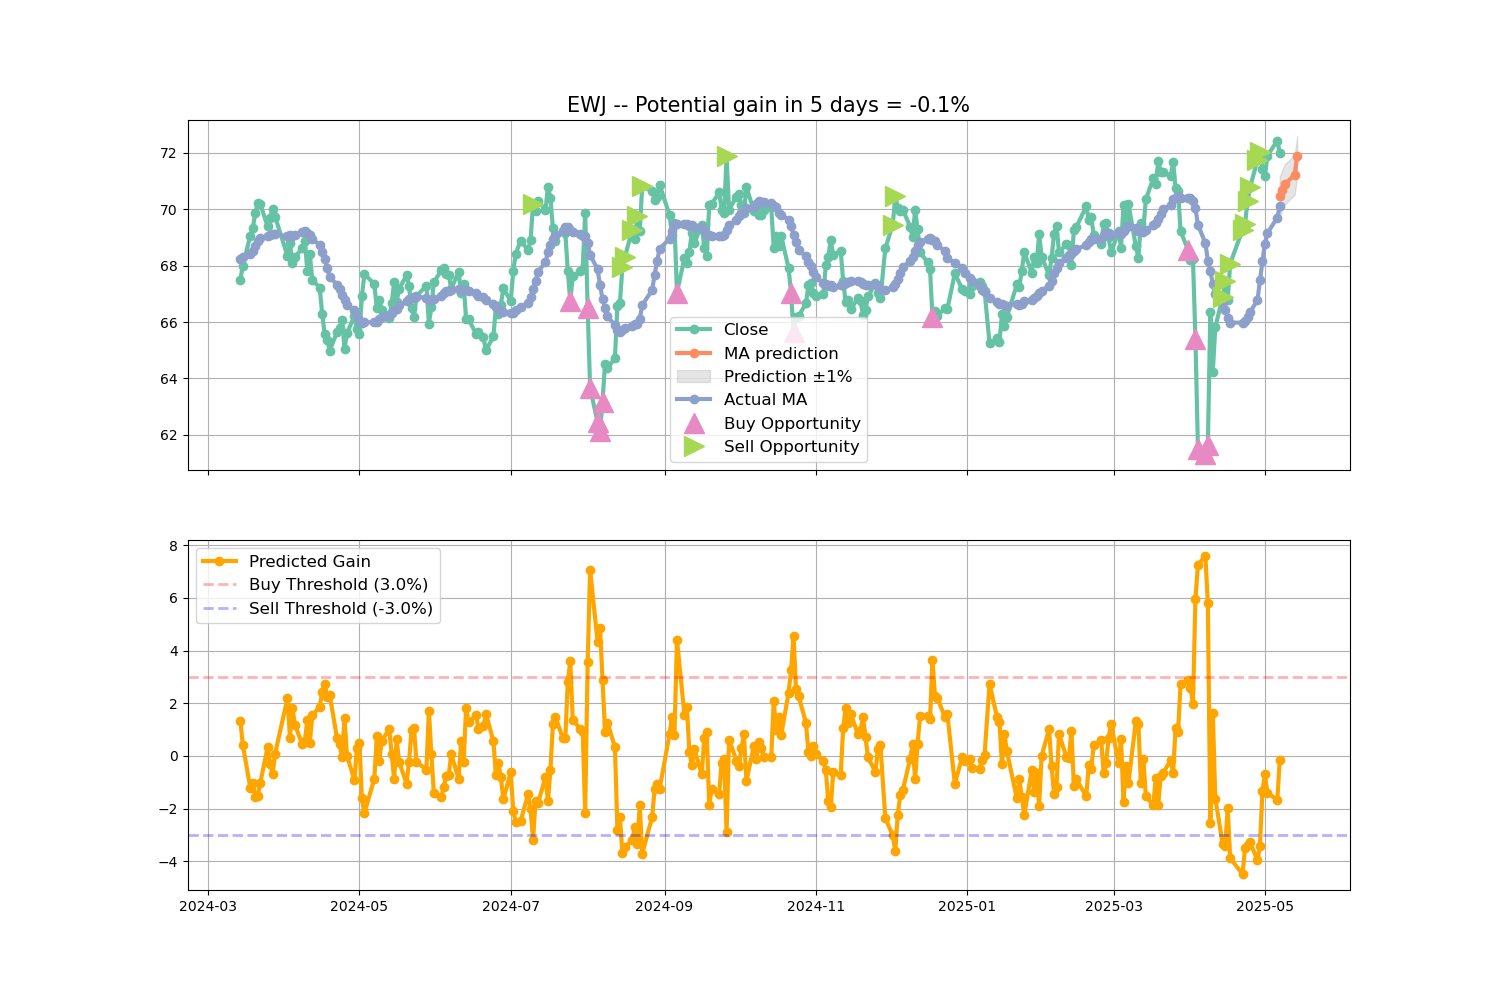 EWJ -- Potential gain in 5 days = -0.1%
72
70
68
66
64
62
Close
MA prediction
Prediction ±1%
Actual MA
Buy Opportunity
Sell Opportunity
8
6
4
2
0
−2
−4
Predicted Gain
Buy Threshold (3.0%)
Sell Threshold (-3.0%)
2024-03 2024-05 2024-07 2024-09 2024-11 2025-01 2025-03 2025-05